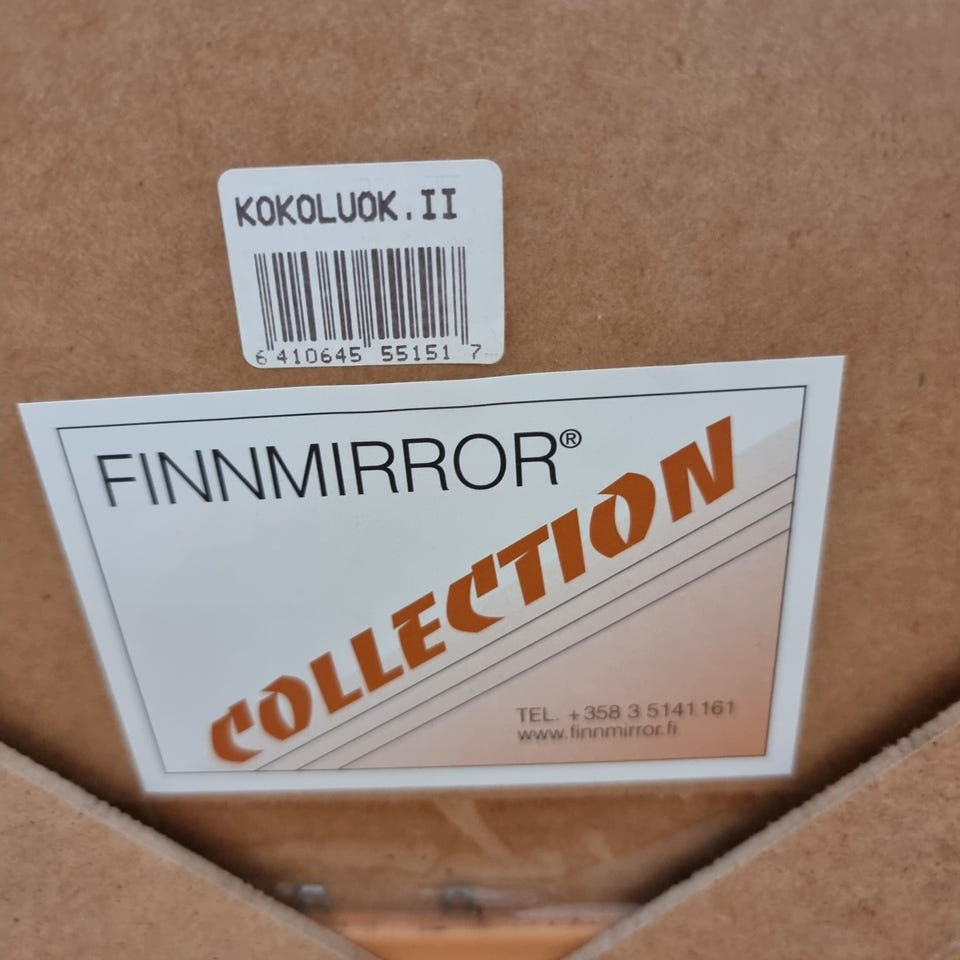 KOKOLUOK.II
6 410645 55151 7
FINNMIRROR®
COLLECTION
TEL. +358 3 5141 161
www.finnmirror.fi